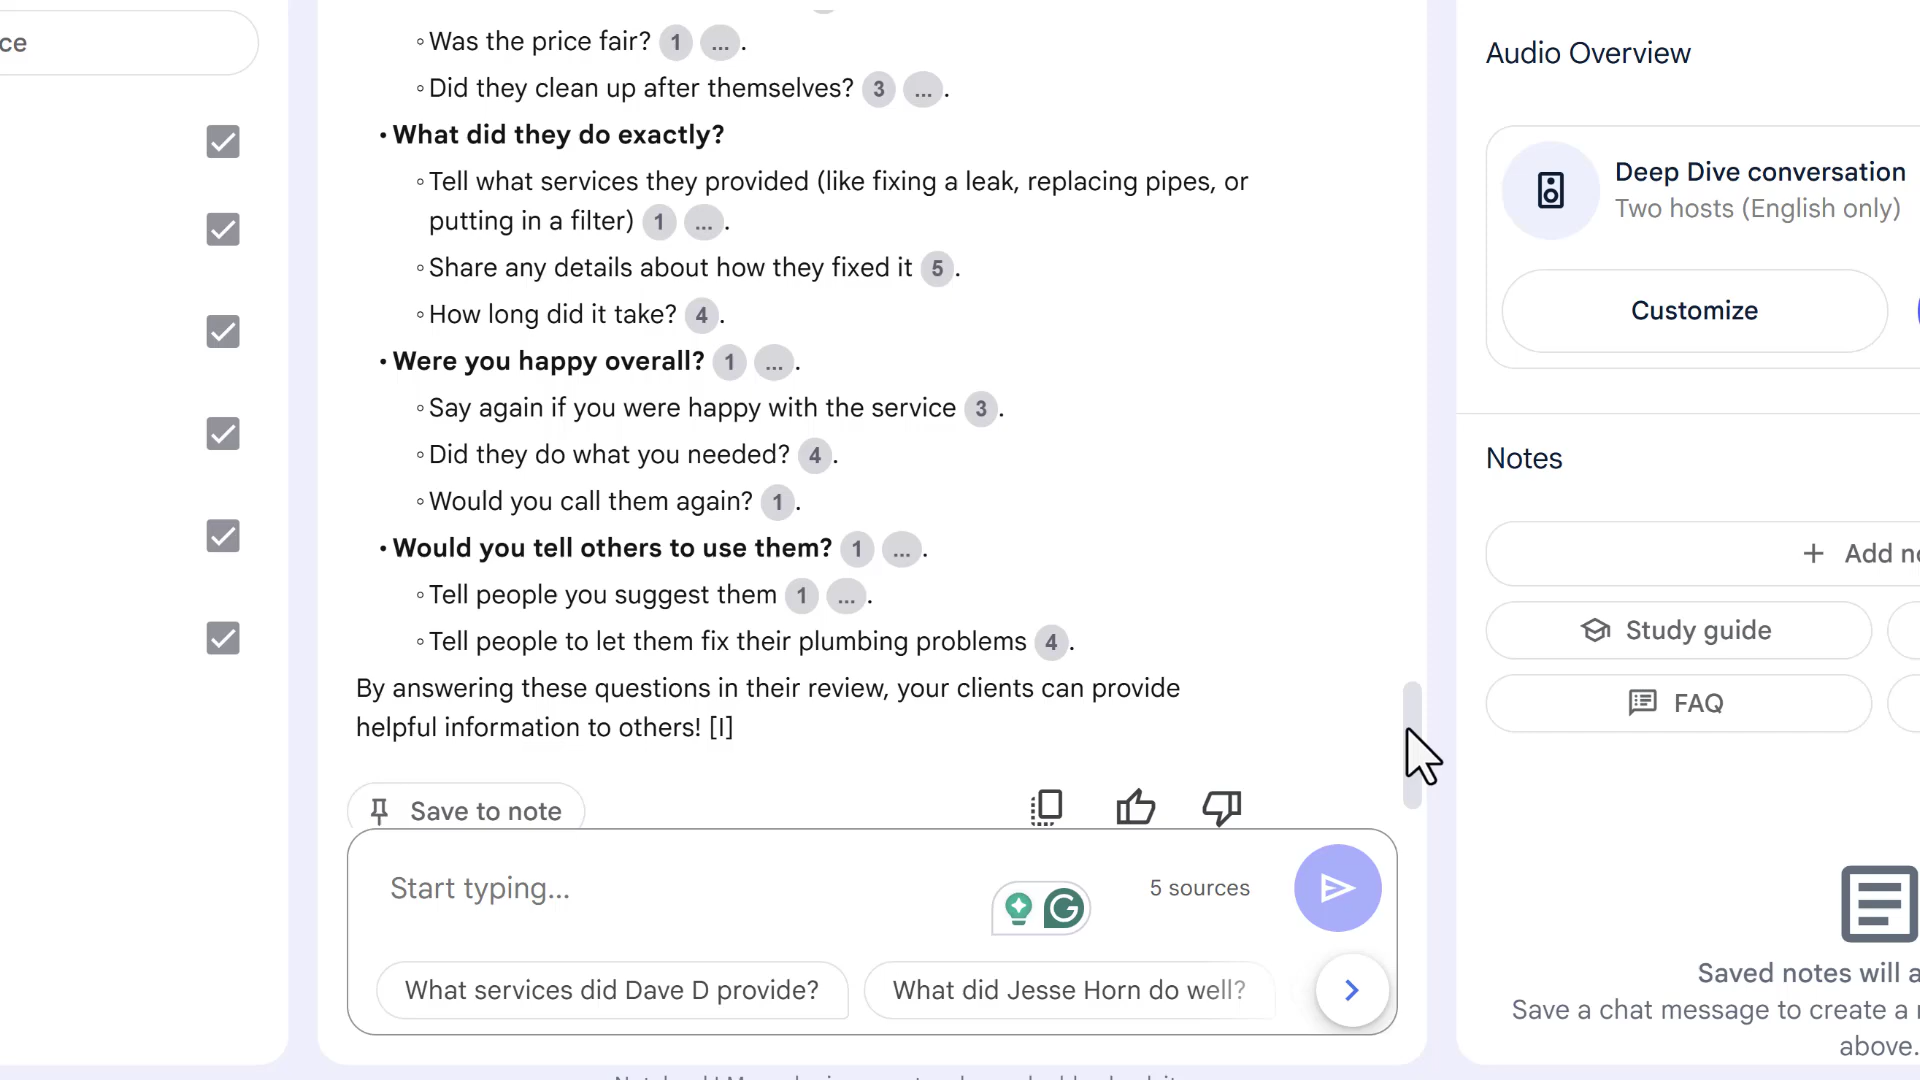 ce
◦ Was the price fair? 1 ... .
◦ Did they clean up after themselves? 3 ... .
• What did they do exactly?
◦ Tell what services they provided (like fixing a leak, replacing pipes, or
putting in a filter) 1 ... .
◦ Share any details about how they fixed it 5 .
◦ How long did it take? 4 .
• Were you happy overall? 1 ... .
◦ Say again if you were happy with the service 3 .
◦ Did they do what you needed? 4 .
◦ Would you call them again? 1 .
• Would you tell others to use them? 1 ... .
◦ Tell people you suggest them 1 ... .
◦ Tell people to let them fix their plumbing problems 4 .
By answering these questions in their review, your clients can provide
helpful information to others! [I]
Save to note
Start typing...
5 sources
What services did Dave D provide?
What did Jesse Horn do well?
Audio Overview
Deep Dive conversation
Two hosts (English only)
Customize
Notes
+ Add no
Study guide
FAQ
Saved notes will a
Save a chat message to create a
above.